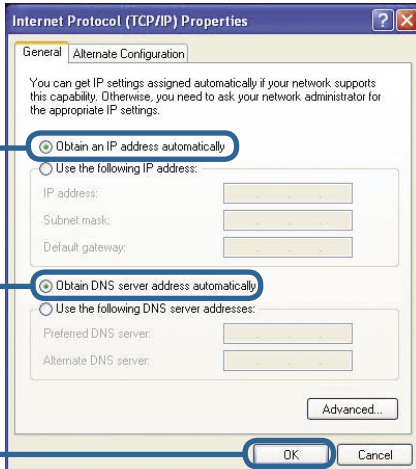 Internet Protocol (TCP/IP) Properties
General
Alternate Configuration
You can get IP settings assigned automatically if your network supports
this capability. Otherwise, you need to ask your network administrator for
the appropriate IP settings.
Obtain an IP address automatically
Use the following IP address:
IP address:
Subnet mask:
Default gateway:
Obtain DNS server address automatically
Use the following DNS server addresses:
Preferred DNS server:
Alternate DNS server:
Advanced...
OK
Cancel